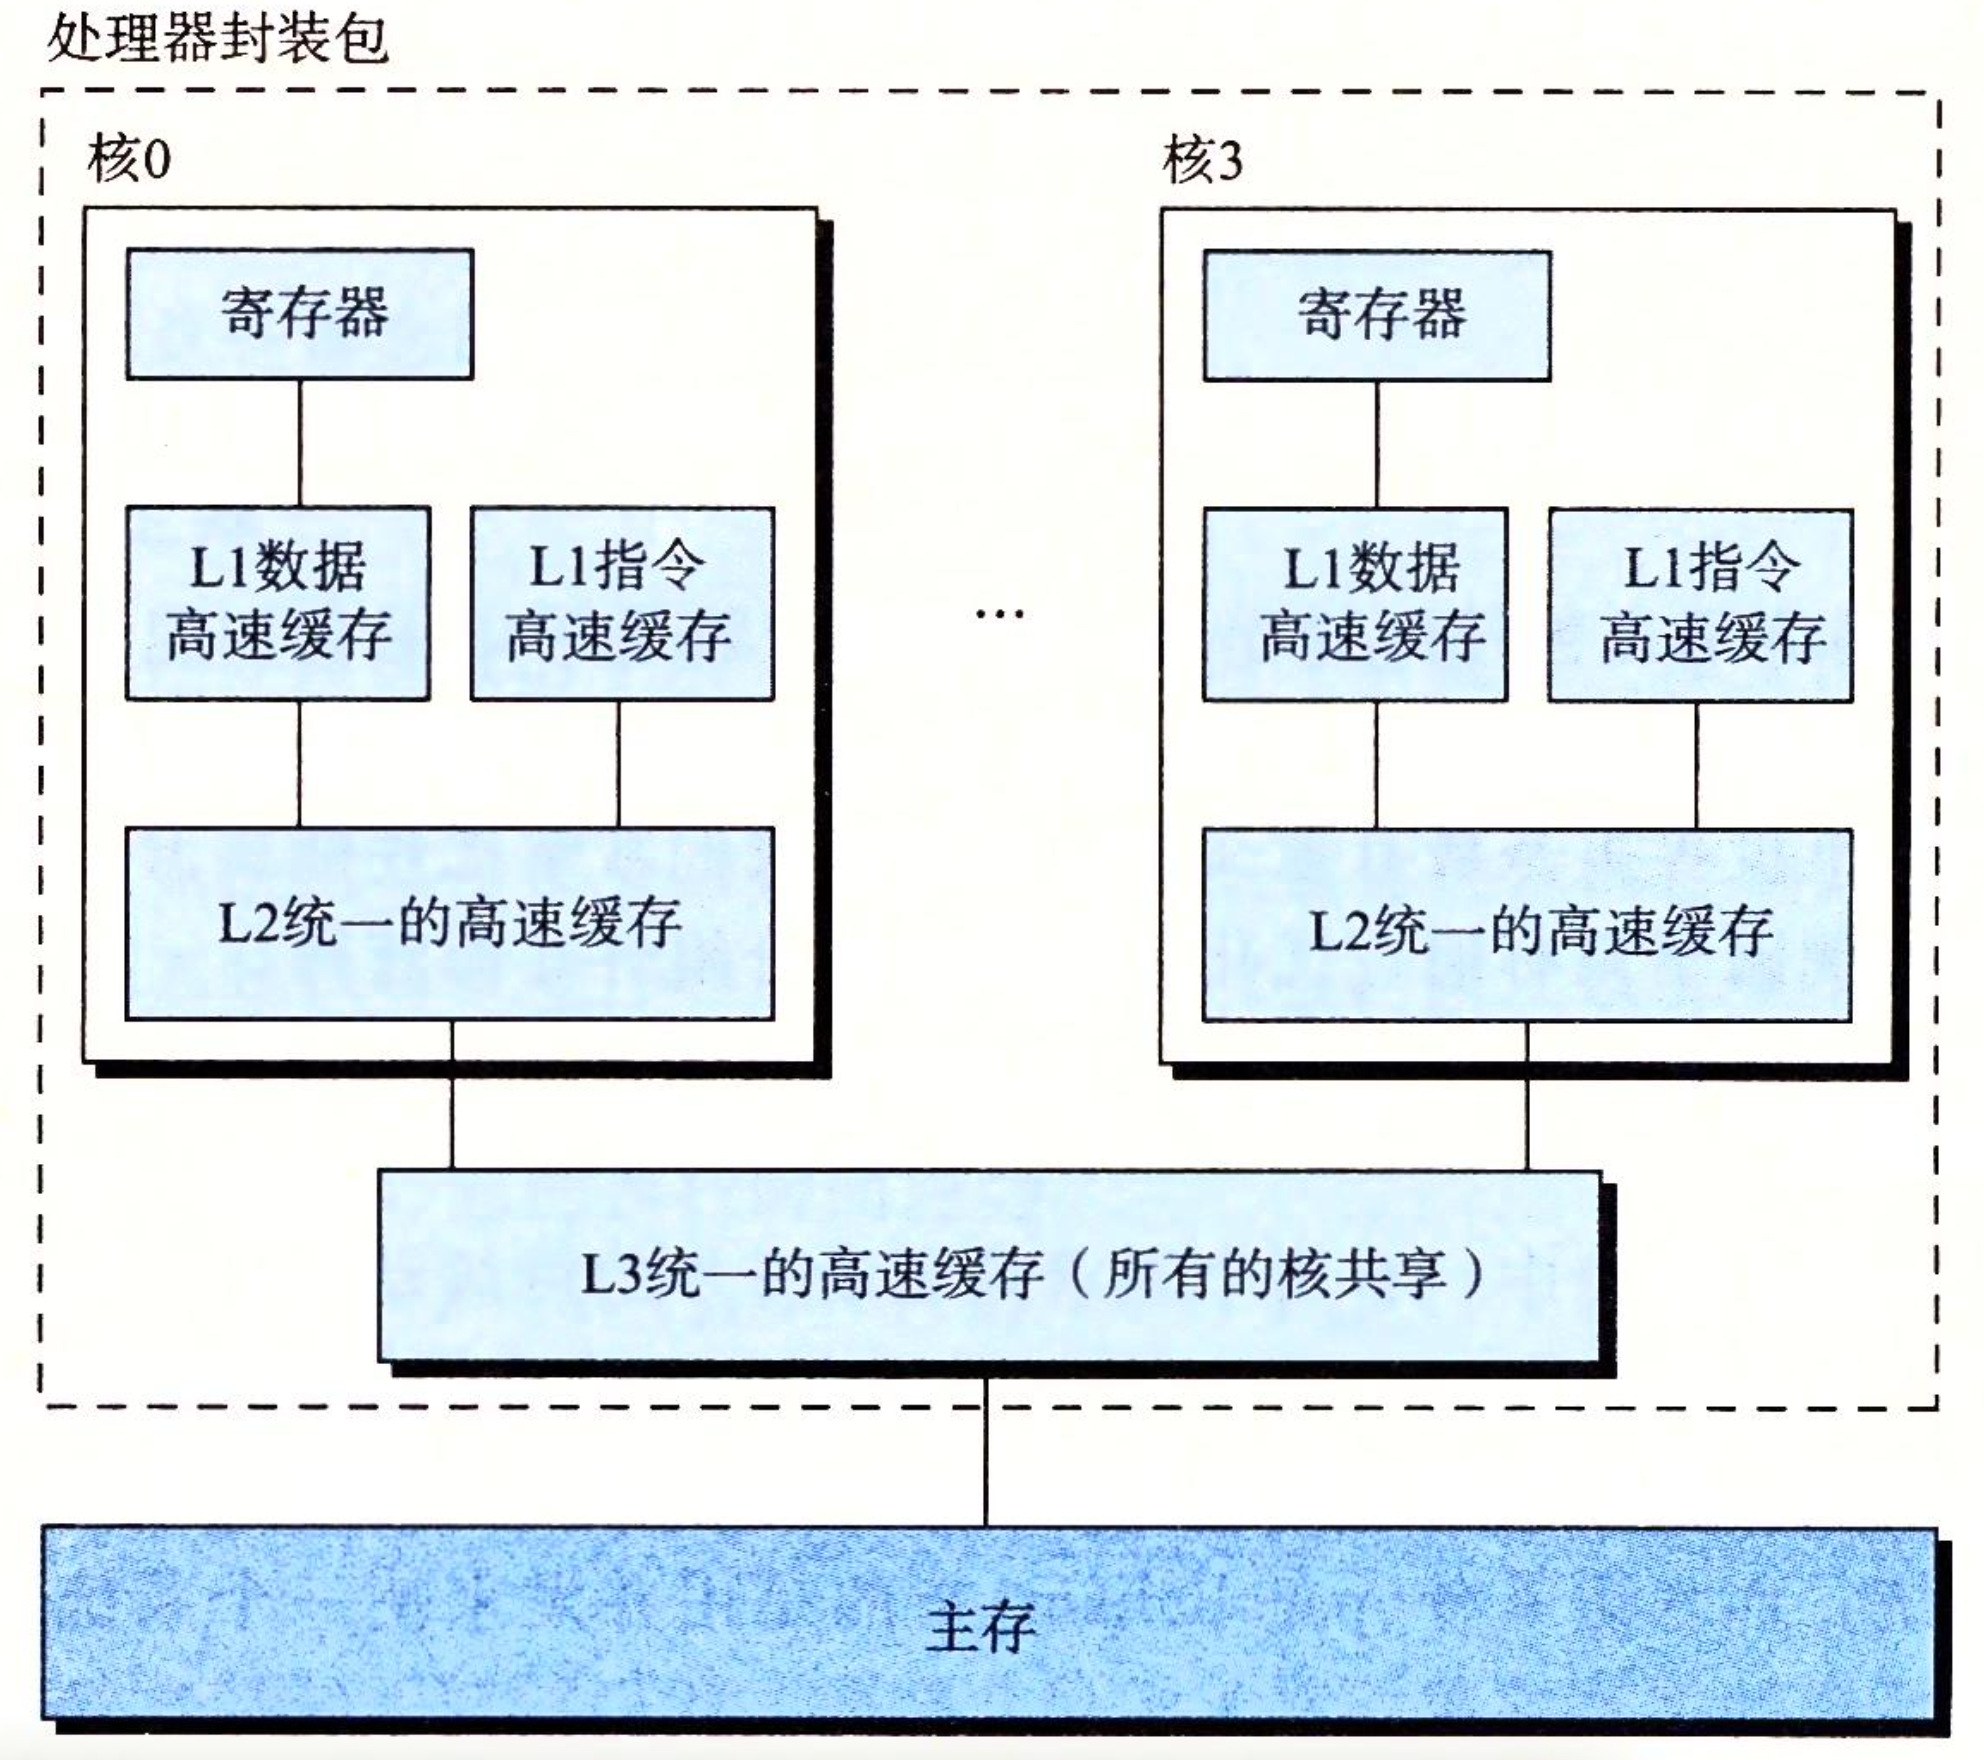 处理器封装包
核0
寄存器
L1数据
高速缓存
L1指令
高速缓存
L2统一的高速缓存
...
核3
寄存器
L1数据
高速缓存
L1指令
高速缓存
L2统一的高速缓存
L3统一的高速缓存（所有的核共享）
主存